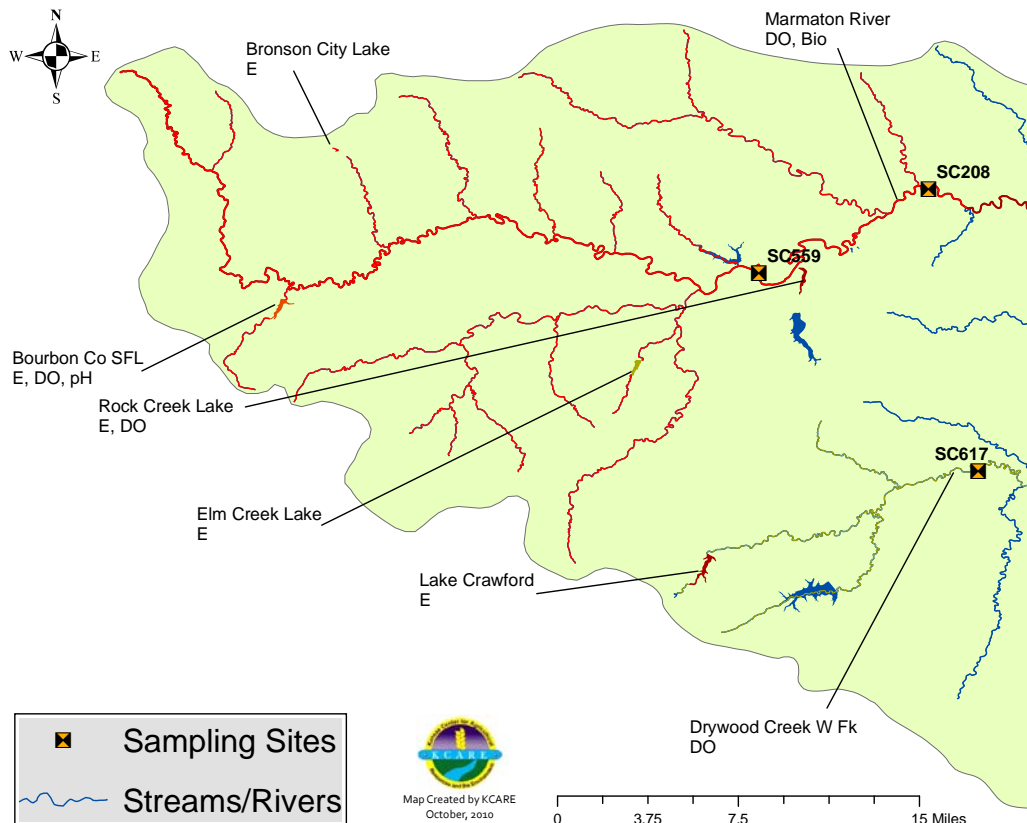 N
W E
S
Bronson City Lake
E
Marmaton River
DO, Bio
SC208
SC559
Bourbon Co SFL
E, DO, pH
Rock Creek Lake
E, DO
SC617
Elm Creek Lake
E
Lake Crawford
E
Drywood Creek W Fk
DO
Sampling Sites
Streams/Rivers
KCARE
Map Created by KCARE
October, 2010
0 3.75 7.5 15 Miles